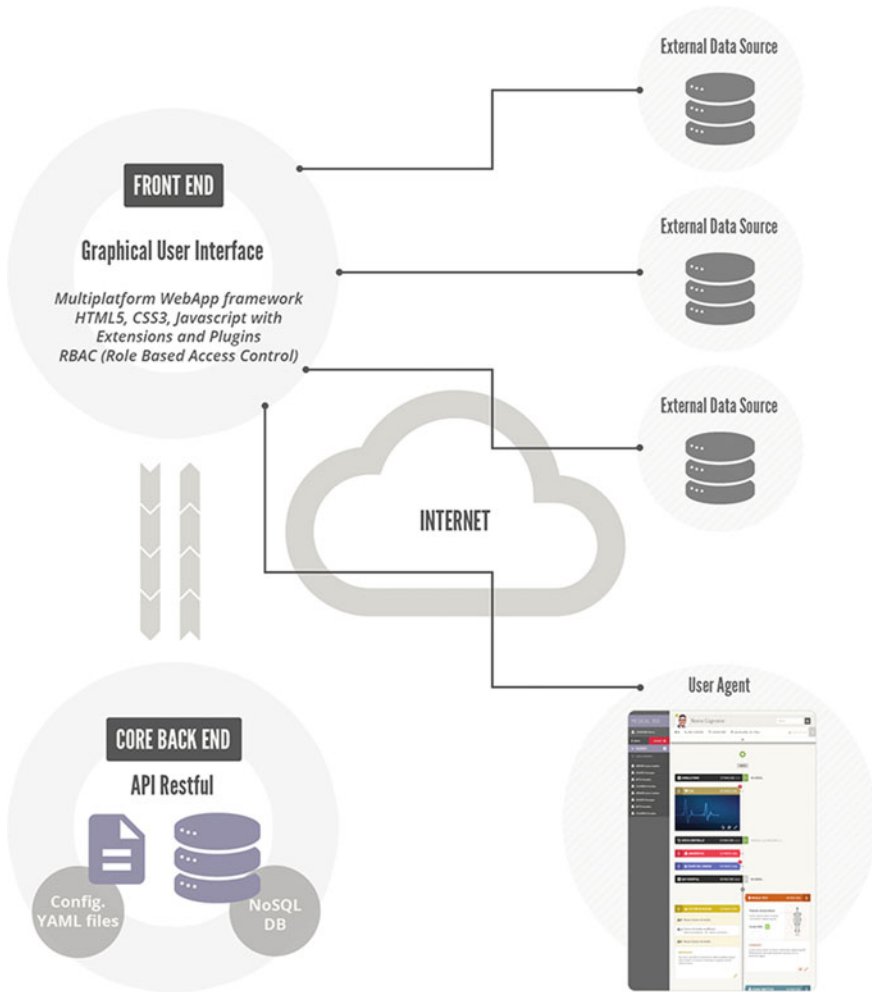 External Data Source
FRONT END
Graphical User Interface
Multiplatform WebApp framework
HTML5, CSS3, Javascript with
Extensions and Plugins
RBAC (Role Based Access Control)
External Data Source
External Data Source
INTERNET
User Agent
CORE BACK END
API Restful
Config.
YAML files
NoSQL
DB